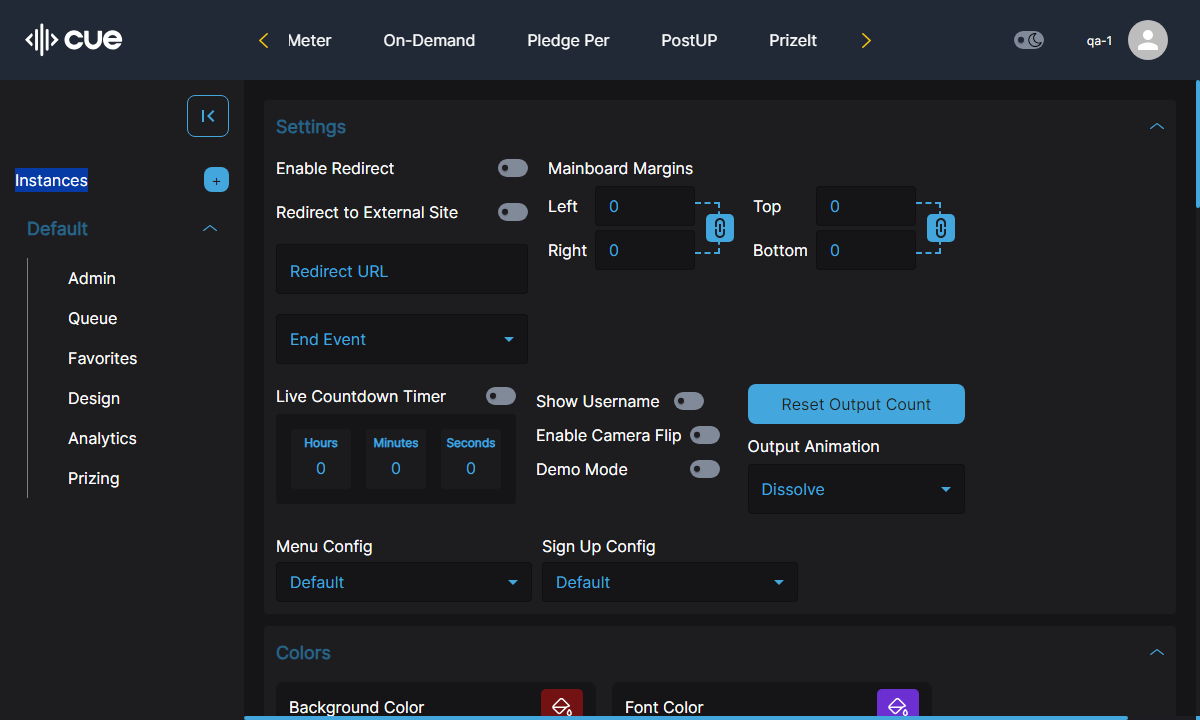 cue
Meter
On-Demand
Pledge Per
PostUP
PrizeIt
qa-1
Instances
+
Default
Admin
Queue
Favorites
Design
Analytics
Prizing
Settings
Enable Redirect
Redirect to External Site
Redirect URL
End Event
Mainboard Margins
Left 0
Right 0
Top 0
Bottom 0
Live Countdown Timer
Hours Minutes Seconds
0 0 0
Show Username
Enable Camera Flip
Demo Mode
Reset Output Count
Output Animation
Dissolve
Menu Config
Default
Sign Up Config
Default
Colors
Background Color
Font Color